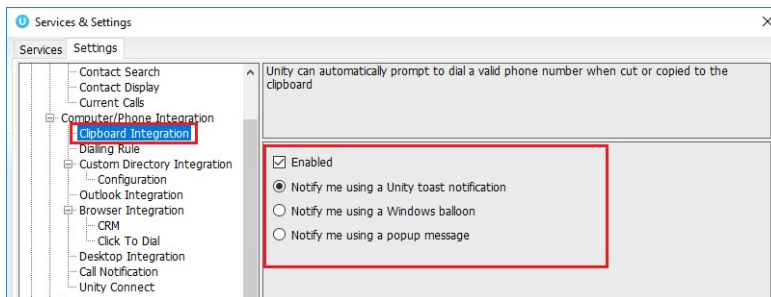 Services & Settings
Services Settings
Contact Search
Contact Display
Current Calls
Computer/Phone Integration
Clipboard Integration
Dialling Rule
Custom Directory Integration
Configuration
Outlook Integration
Browser Integration
CRM
Click To Dial
Desktop Integration
Call Notification
Unity Connect
Unity can automatically prompt to dial a valid phone number when cut or copied to the
clipboard
Enabled
Notify me using a Unity toast notification
Notify me using a Windows balloon
Notify me using a popup message